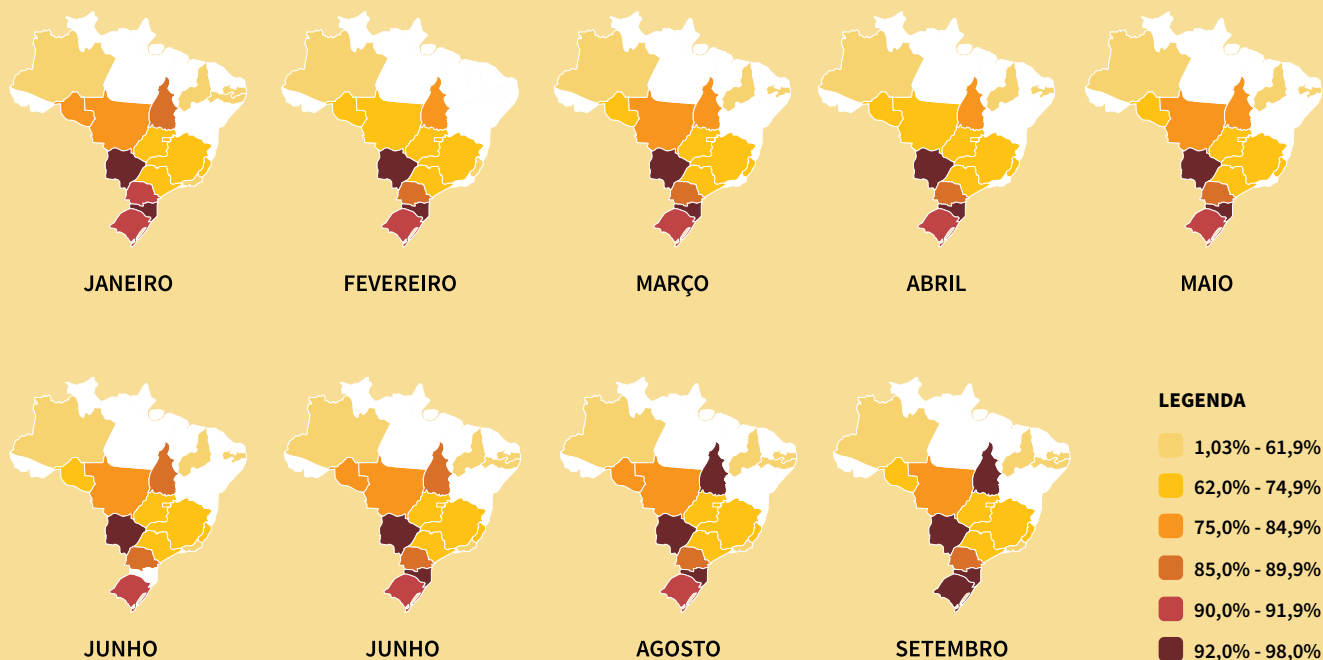 JANEIRO
FEVEREIRO
MARÇO
ABRIL
MAIO
JUNHO
JUNHO
AGOSTO
SETEMBRO
LEGENDA
1,03% - 61,9%
62,0% - 74,9%
75,0% - 84,9%
85,0% - 89,9%
90,0% - 91,9%
92,0% - 98,0%